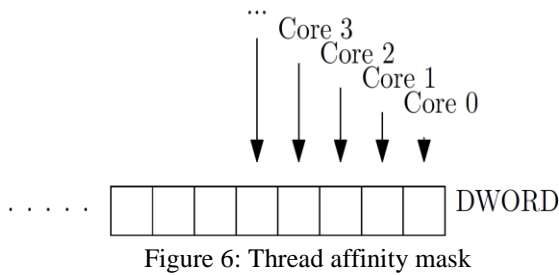 ...
Core 3
Core 2
Core 1
Core 0
. . . . .
DWORD
Figure 6: Thread affinity mask